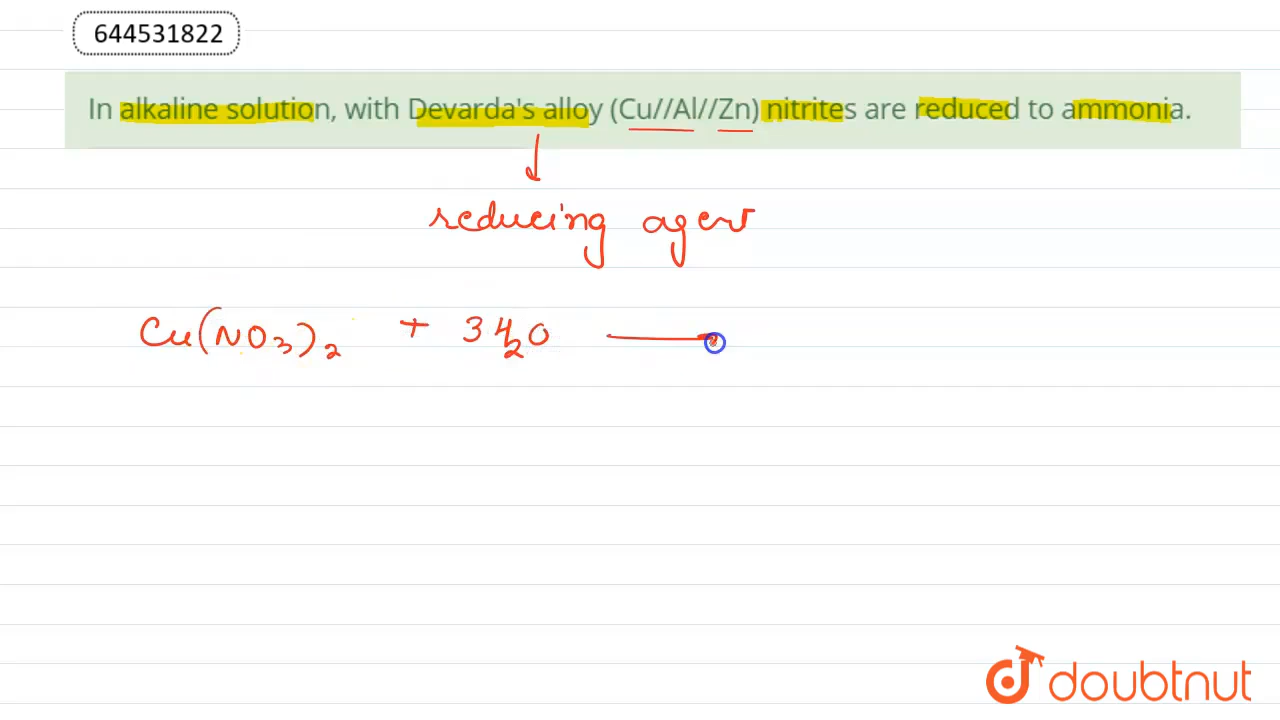 644531822
In alkaline solution, with Devarda's alloy (Cu//Al//Zn) nitrites are reduced to ammonia.
reducing agent
Cu(NO3)2 + 3H2O ⟶
doubtnut